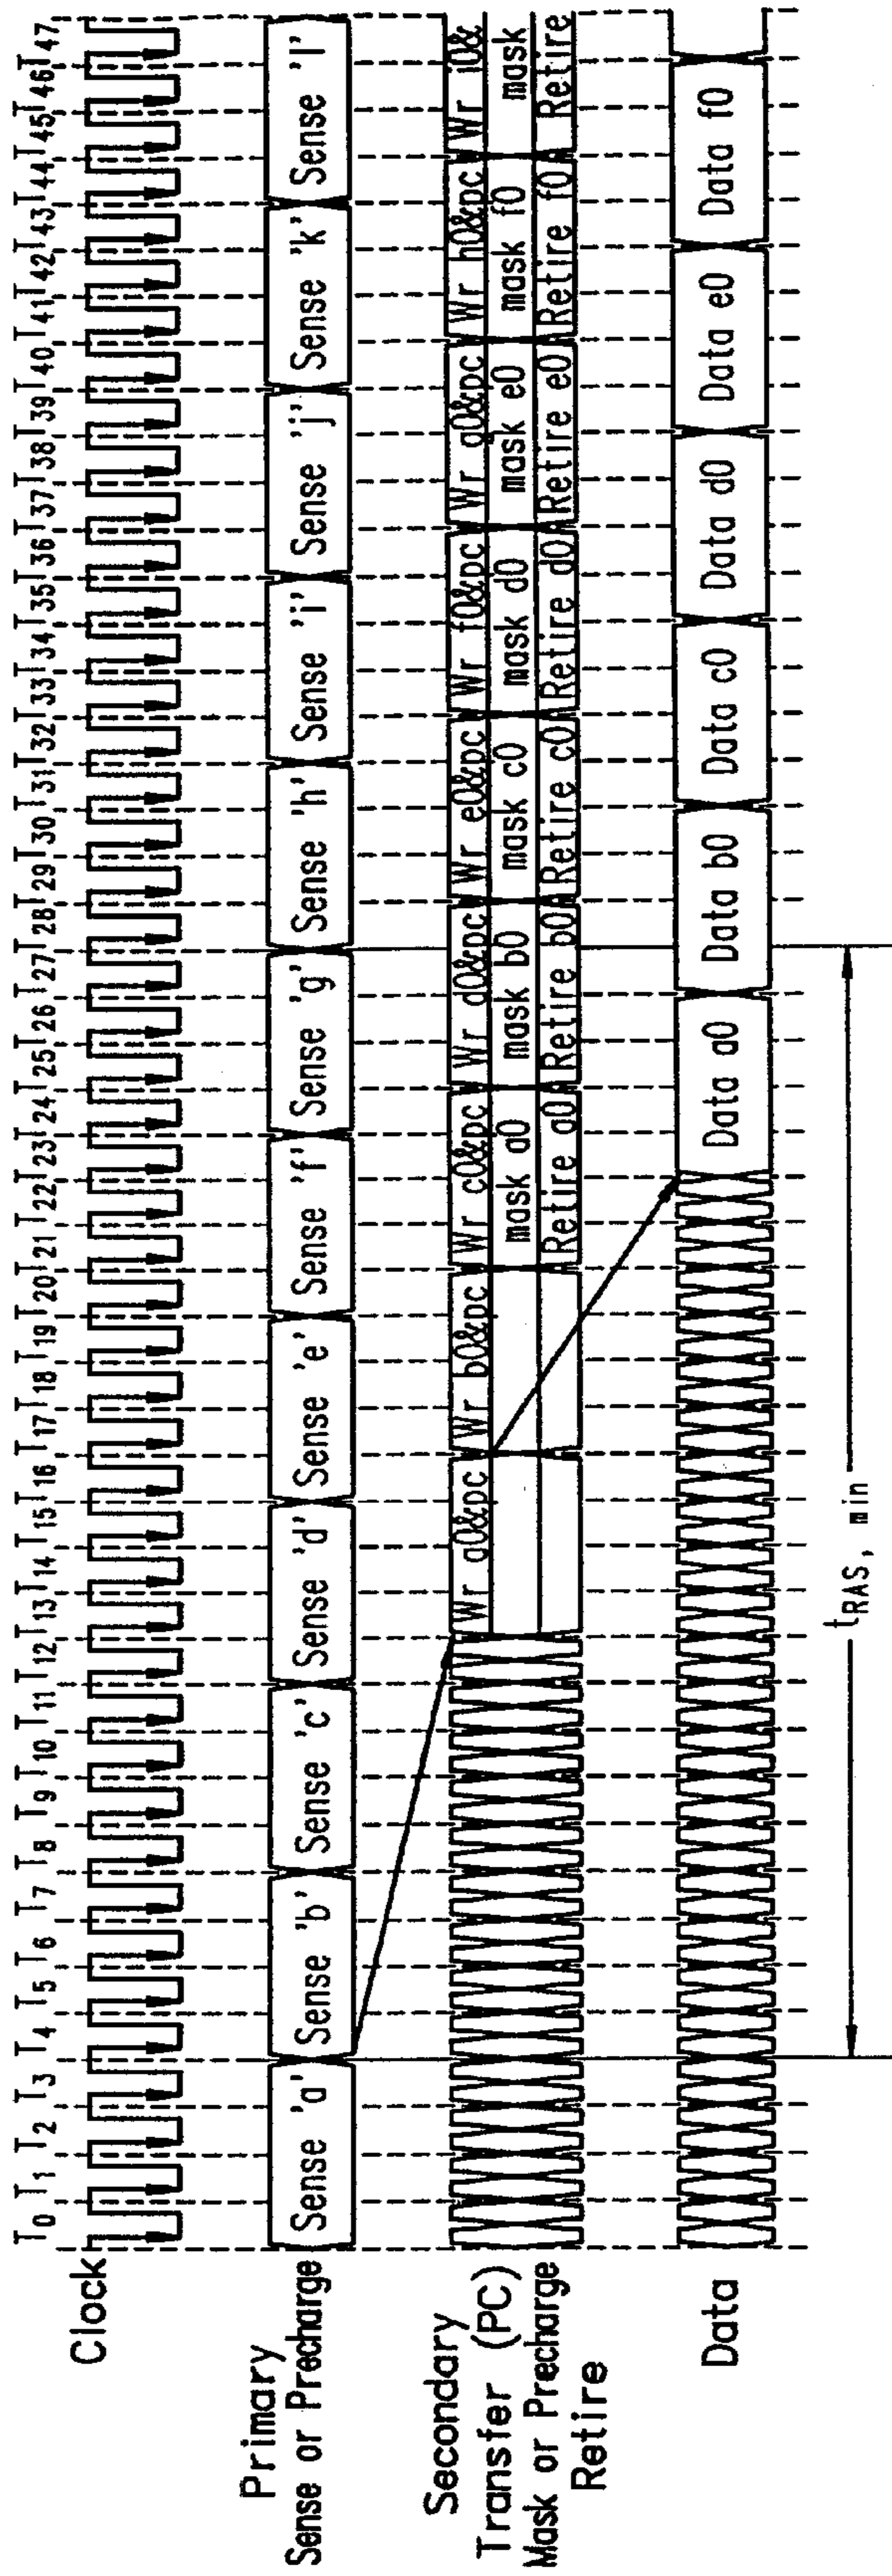 T0 T1 T2 T3 T4 T5 T6 T7 T8 T9 T10 T11 T12 T13 T14 T15 T16 T17 T18 T19 T20 T21 T22 T23 T24 T25 T26 T27 T28 T29 T30 T31 T32 T33 T34 T35 T36 T37 T38 T39 T40 T41 T42 T43 T44 T45 T46 T47
Clock
Primary
Sense or Precharge
Sense 'a' Sense 'b' Sense 'c' Sense 'd' Sense 'e' Sense 'f' Sense 'g' Sense 'h' Sense 'i' Sense 'j' Sense 'k' Sense 'l'
Secondary
Transfer (PC)
Wr a0&pc Wr b0&pc Wr c0&pc Wr d0&pc Wr e0&pc Wr f0&pc Wr g0&pc Wr h0&pc Wr i0&
Mask or Precharge
mask a0 mask b0 mask c0 mask d0 mask e0 mask f0 mask
Retire
Retire a0 Retire b0 Retire c0 Retire d0 Retire e0 Retire f0 Retire
Data
Data a0 Data b0 Data c0 Data d0 Data e0 Data f0
tRAS, min